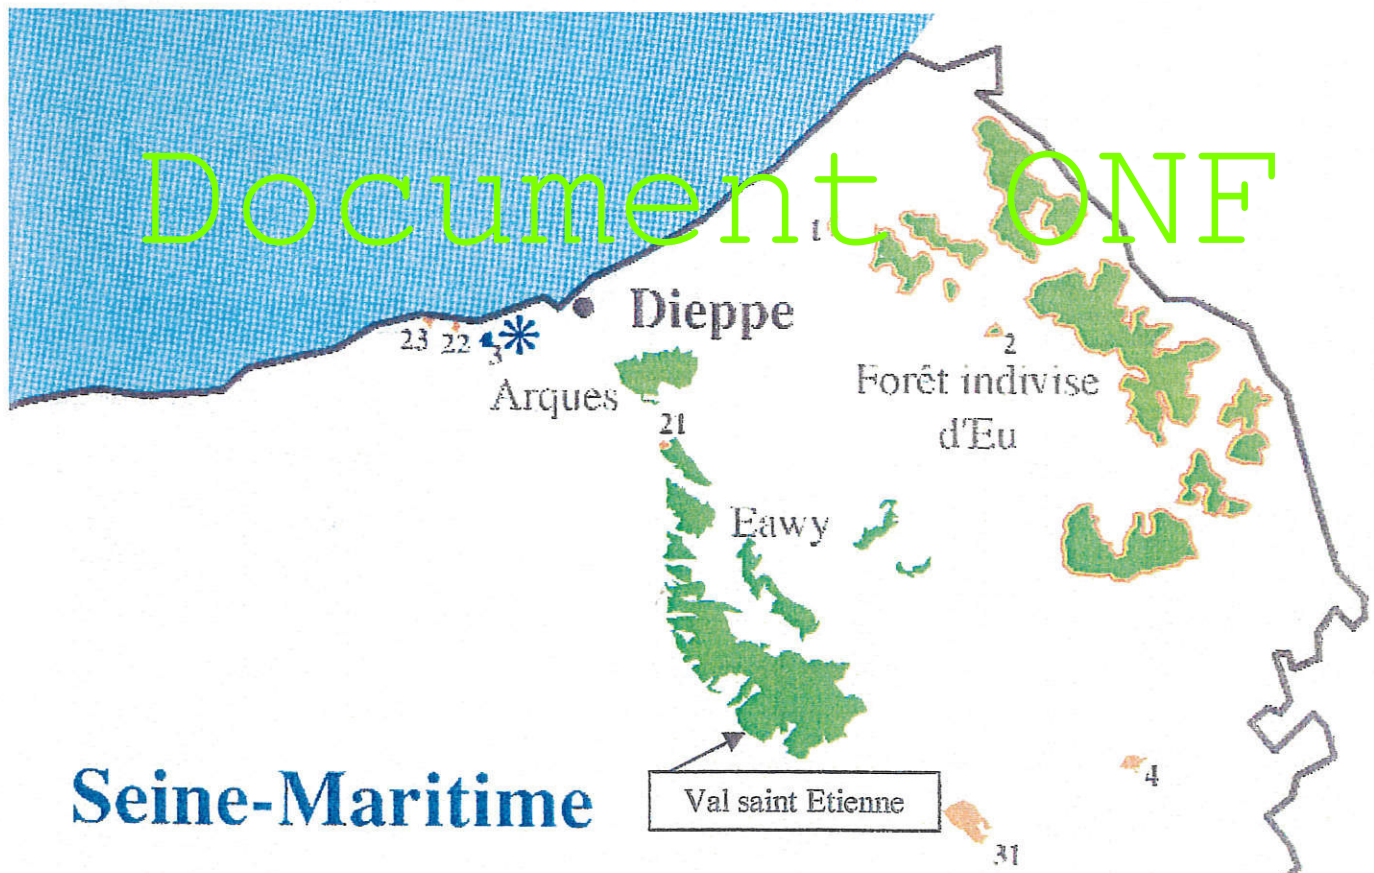 Document ONF
1
Dieppe
23
22
3
2
Arques
Forêt indivise
d'Eu
21
Eawy
Seine-Maritime
Val saint Etienne
4
31